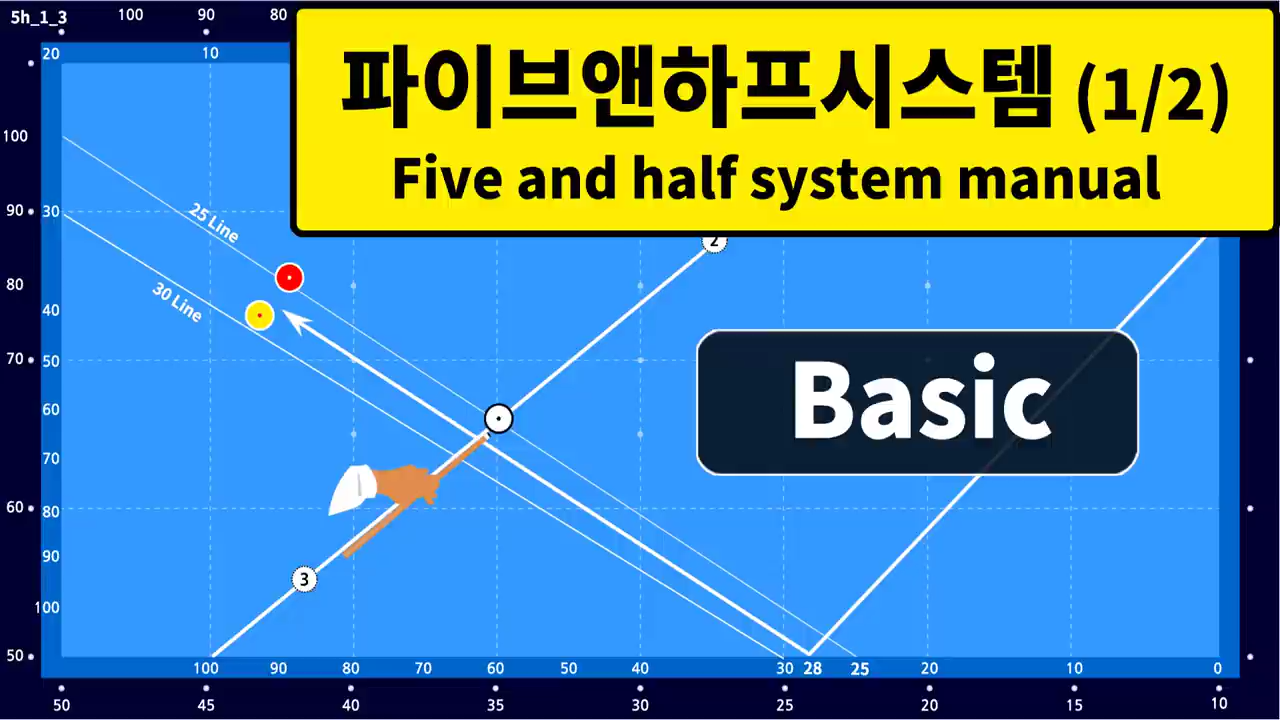 5h_1_3
100 90 80
20 10
파이브앤하프시스템 (1/2)
Five and half system manual
100
90 30
25 Line
2
80
30 Line
40
70 50
Basic
60
70
60 80
90
3
100
50
100 90 80 70 60 50 40 30 28 25 20 10 0
50 45 40 35 30 25 20 15 10